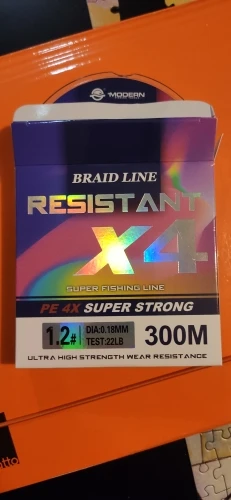 MODERN
BRAID LINE
RESISTANT
X4
SUPER FISHING LINE
PE 4X SUPER STRONG
1.2# DIA:0.18MM TEST:22LB 300M
ULTRA HIGH STRENGTH WEAR RESISTANCE
otto